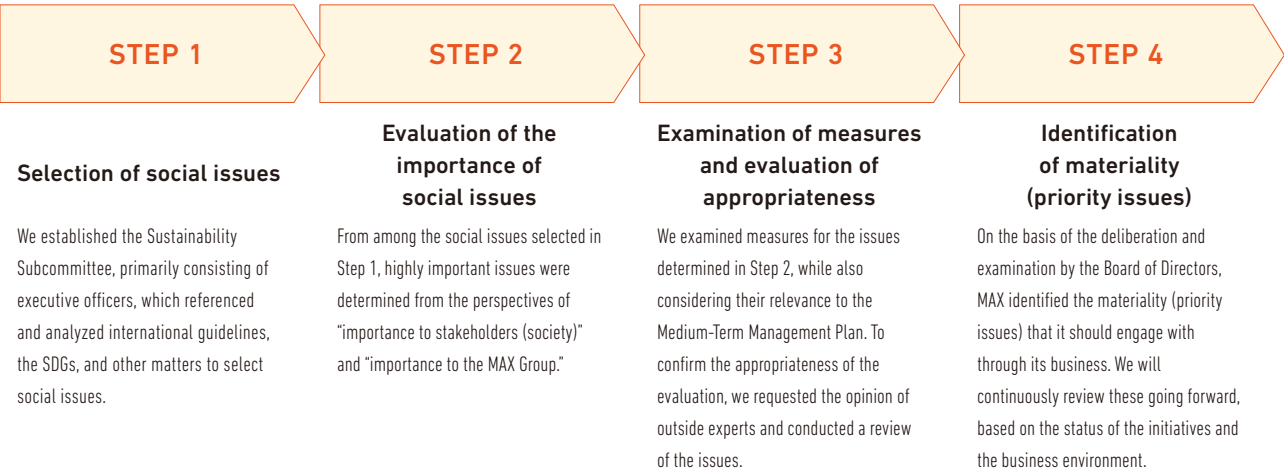 STEP 1
Selection of social issues
We established the Sustainability
Subcommittee, primarily consisting of
executive officers, which referenced
and analyzed international guidelines,
the SDGs, and other matters to select
social issues.
STEP 2
Evaluation of the
importance of
social issues
From among the social issues selected in
Step 1, highly important issues were
determined from the perspectives of
“importance to stakeholders (society)”
and “importance to the MAX Group.”
STEP 3
Examination of measures
and evaluation of
appropriateness
We examined measures for the issues
determined in Step 2, while also
considering their relevance to the
Medium-Term Management Plan. To
confirm the appropriateness of the
evaluation, we requested the opinion of
outside experts and conducted a review
of the issues.
STEP 4
Identification
of materiality
(priority issues)
On the basis of the deliberation and
examination by the Board of Directors,
MAX identified the materiality (priority
issues) that it should engage with
through its business. We will
continuously review these going forward,
based on the status of the initiatives and
the business environment.